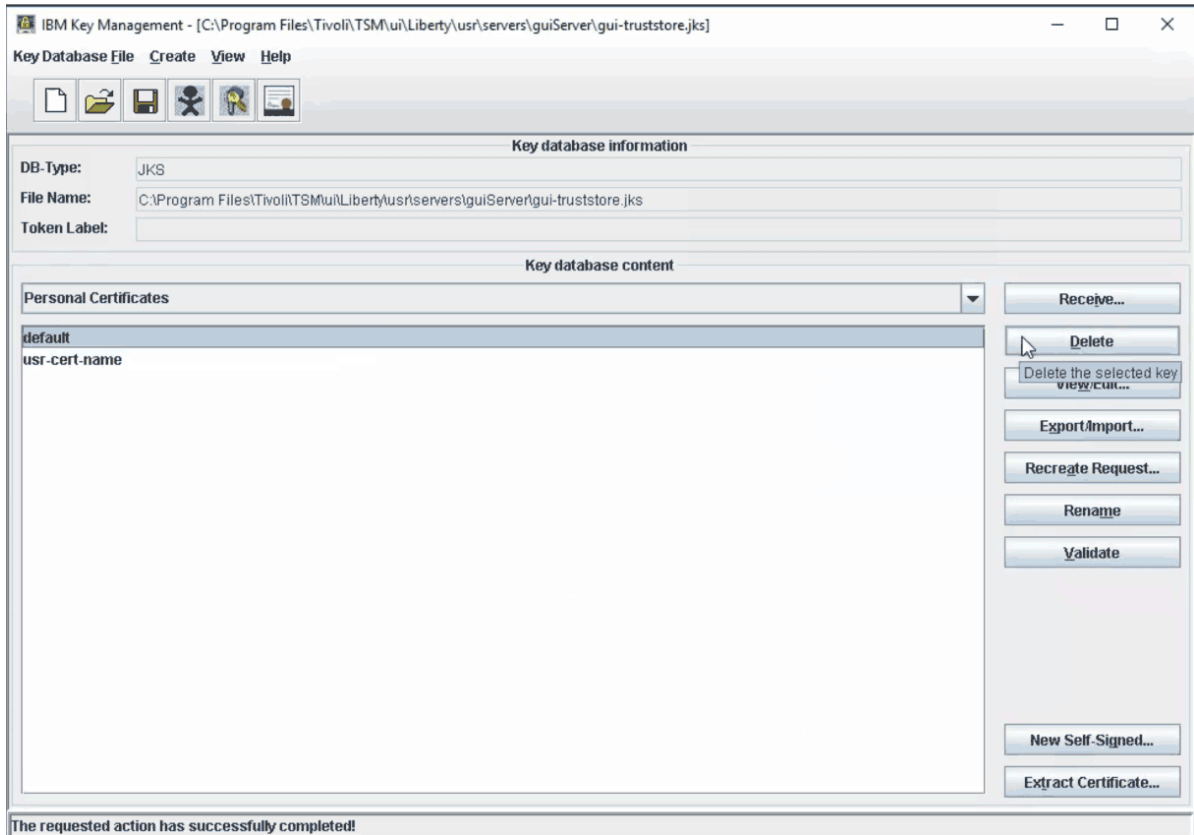 IBM Key Management - [C:\Program Files\Tivoli\TSM\ui\Liberty\usr\servers\guiServer\gui-truststore.jks]
Key Database File Create View Help
Key database information
DB-Type: JKS
File Name: C:\Program Files\Tivoli\TSM\ui\Liberty\usr\servers\guiServer\gui-truststore.jks
Token Label:
Key database content
Personal Certificates
Receive...
default
Delete
usr-cert-name
Delete the selected key
View/Edit...
Export/Import...
Recreate Request...
Rename
Validate
New Self-Signed...
Extract Certificate...
The requested action has successfully completed!